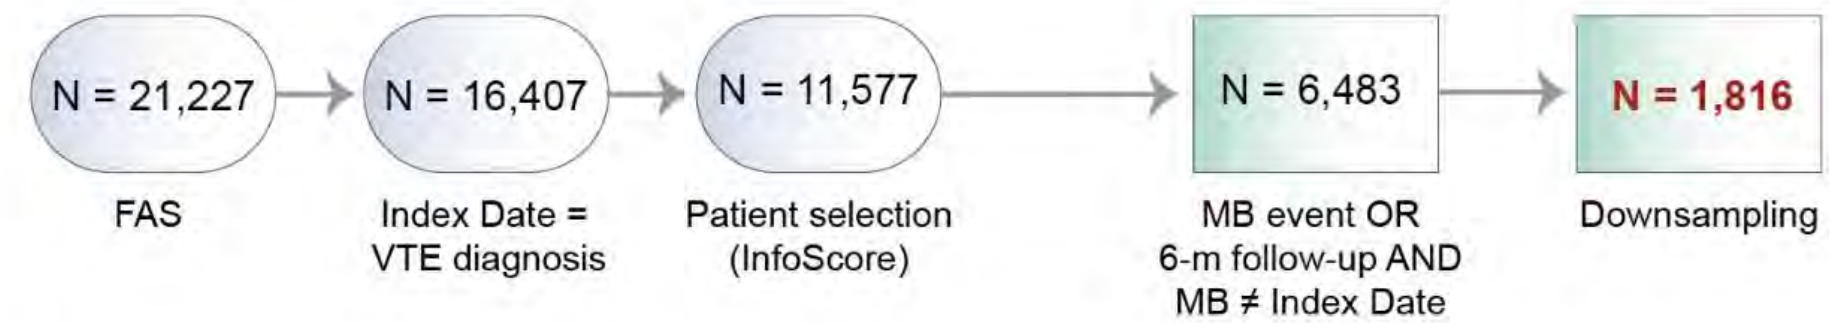 N = 21,227
N = 16,407
N = 11,577
N = 6,483
N = 1,816
FAS
Index Date =
VTE diagnosis
Patient selection
(InfoScore)
MB event OR
6-m follow-up AND
MB ≠ Index Date
Downsampling